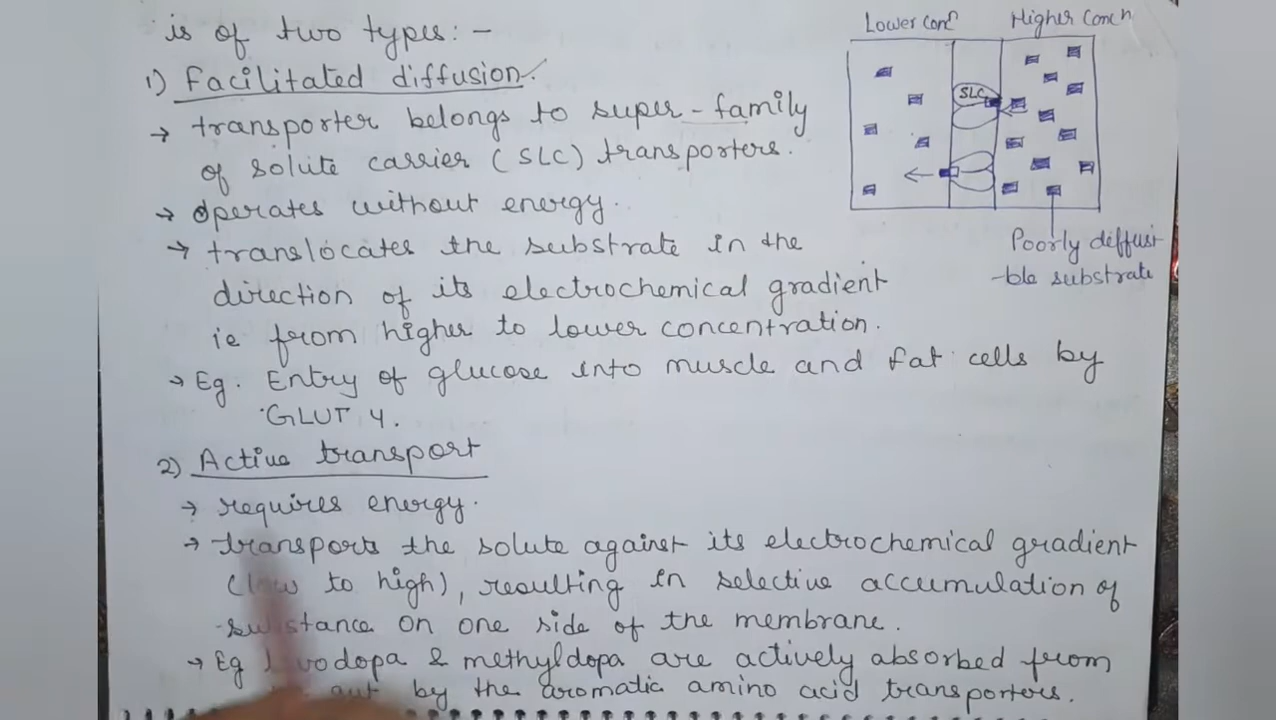 is of two types: -
1) Facilitated diffusion.
→ transporter belongs to super-family
of solute carrier (SLC) transporters.
→ operates without energy.
→ translocates the substrate in the
direction of its electrochemical gradient
ie from higher to lower concentration.
→ Eg. Entry of glucose into muscle and fat cells by
GLUT 4.
2) Active transport
→ requires energy.
→ transports the solute against its electrochemical gradient
to high), resulting in selective accumulation of
substance on one side of the membrane.
→ Eg & methyldopa are actively absorbed from
by the aromatic amino acid transporters.
Lower conc
Higher conc n
SLC
Poorly diffusi
-ble substrate